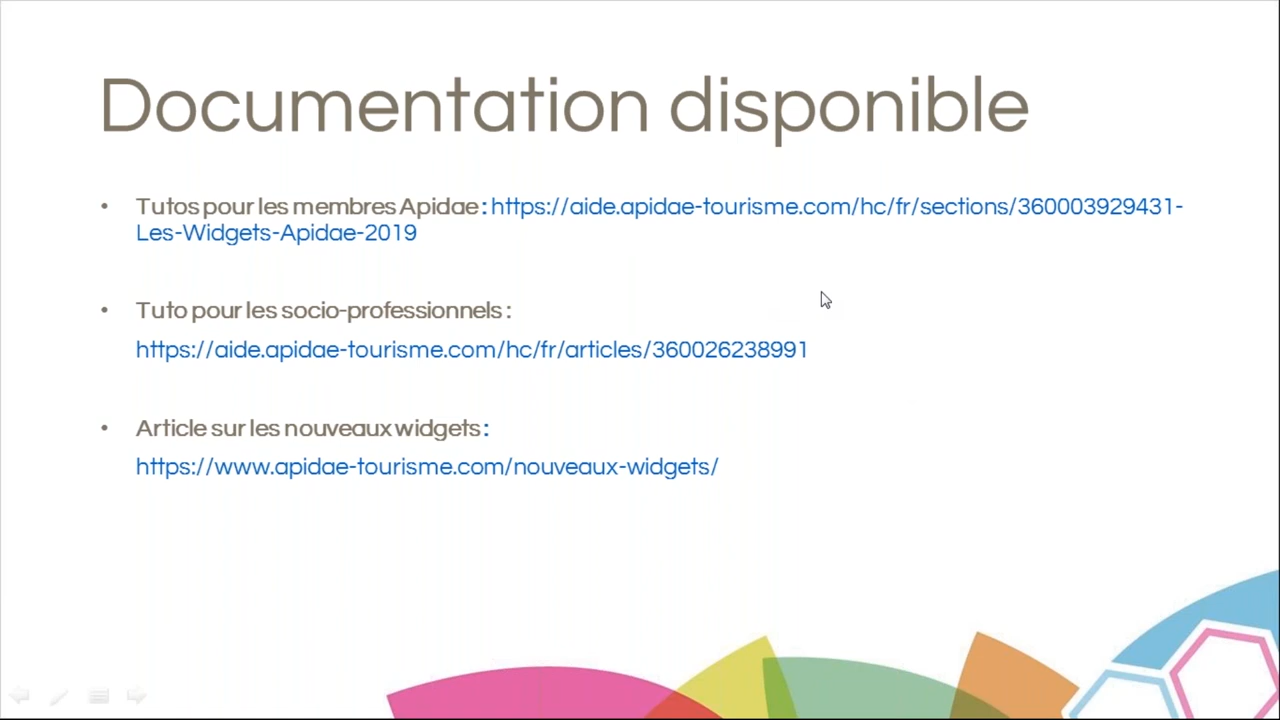 Documentation disponible
• Tutos pour les membres Apidae : https://aide.apidae-tourisme.com/hc/fr/sections/360003929431-
Les-Widgets-Apidae-2019
• Tuto pour les socio-professionnels :
https://aide.apidae-tourisme.com/hc/fr/articles/360026238991
• Article sur les nouveaux widgets :
https://www.apidae-tourisme.com/nouveaux-widgets/